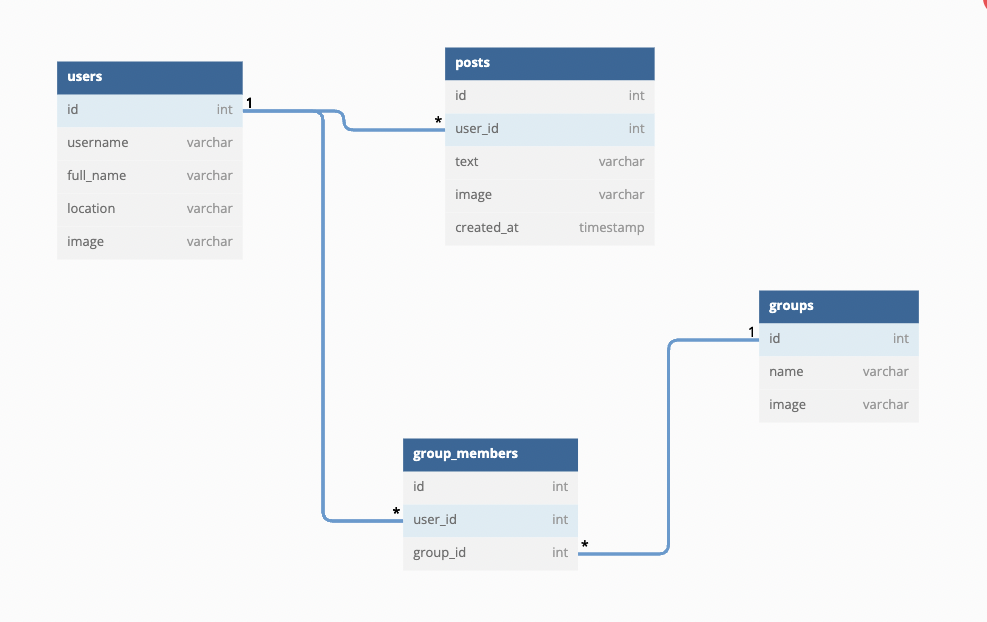 users
id int
username varchar
full_name varchar
location varchar
image varchar
1
*
posts
id int
user_id int
text varchar
image varchar
created_at timestamp
groups
1
id int
name varchar
image varchar
group_members
id int
*
user_id int
group_id int
*